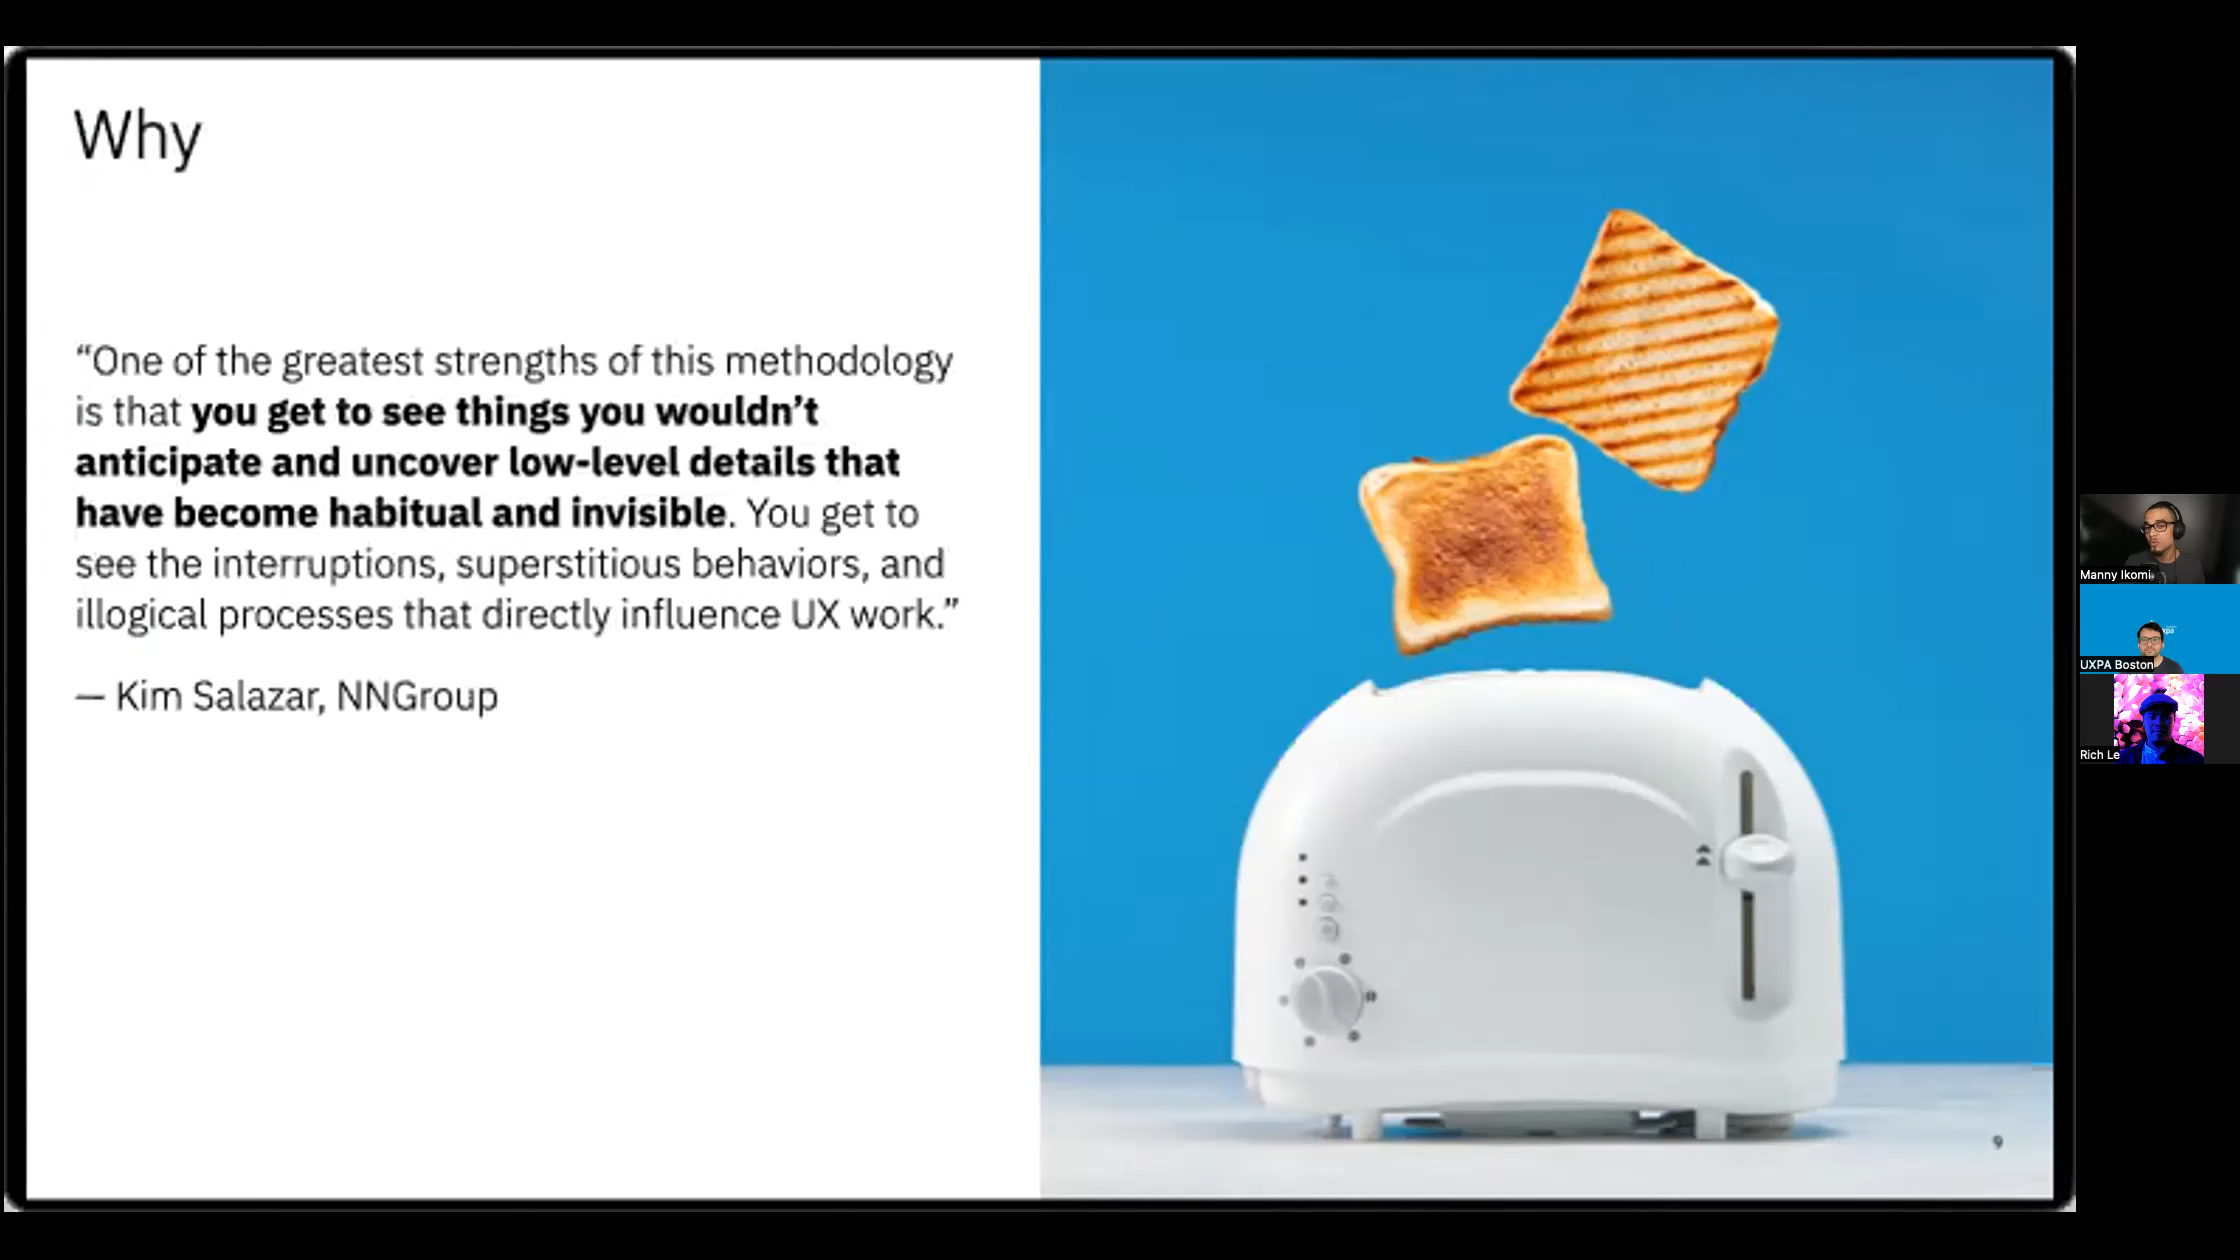 Why
“One of the greatest strengths of this methodology
is that you get to see things you wouldn’t
anticipate and uncover low-level details that
have become habitual and invisible. You get to
see the interruptions, superstitious behaviors, and
illogical processes that directly influence UX work.”
— Kim Salazar, NNGroup
9
Manny Ikomi
UXPA Boston
Rich Le